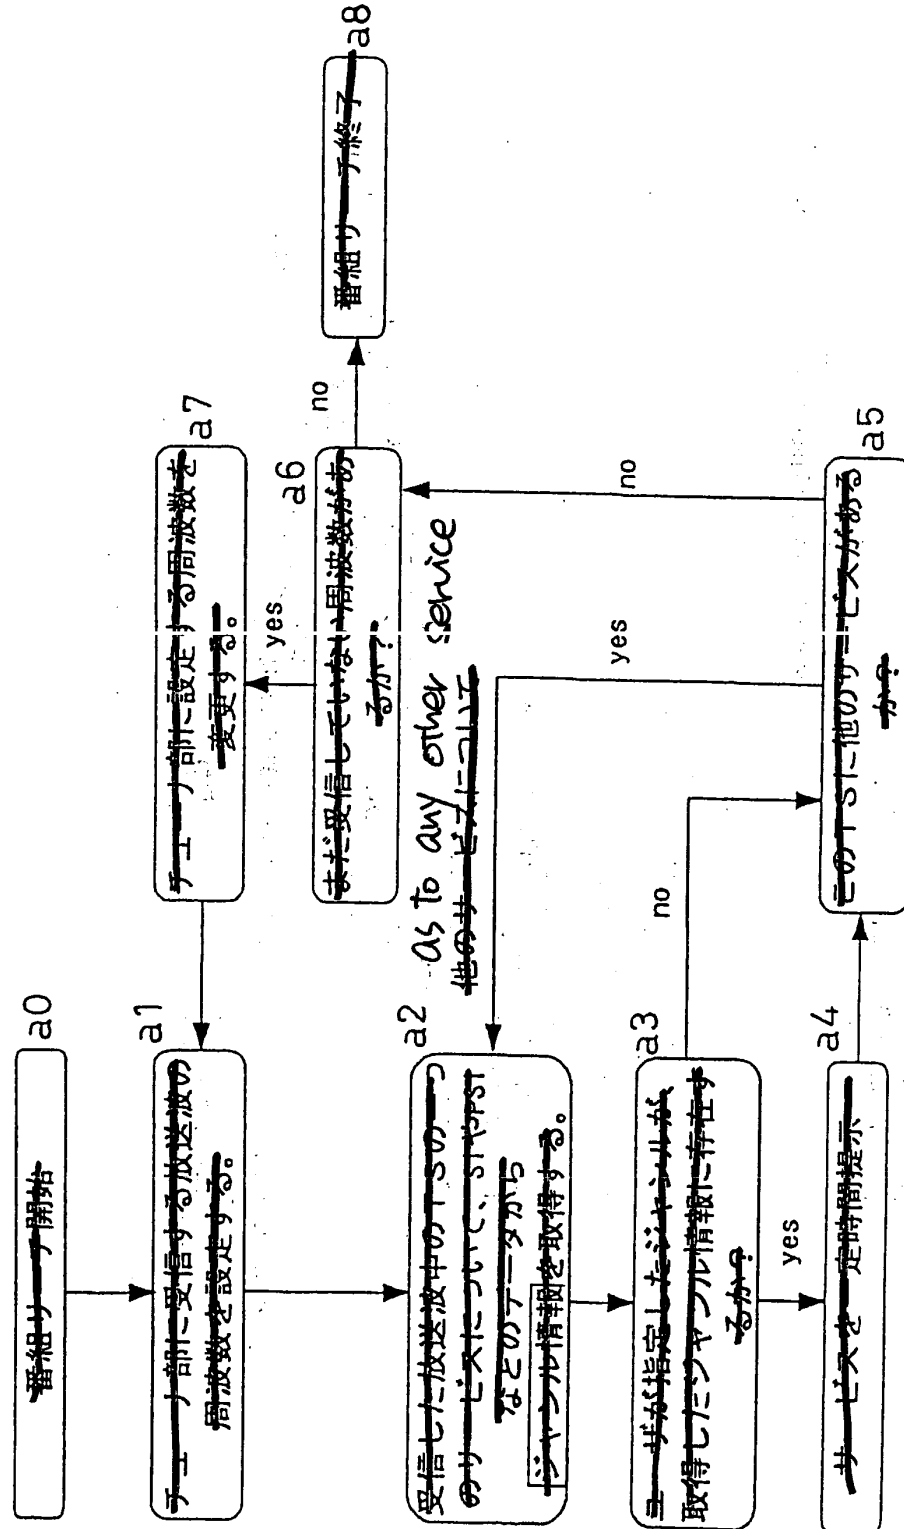 番組サーチ開始
a0
チューナ部に受信する放送波の
周波数を設定する。
a1
受信した放送波中のTSの一つ
のサービスについて、SIやPSI
などのデータから
ジャンル情報を取得する。
a2
as to any other service
他のサービスについて
ユーザが指定したジャンルが、
取得したジャンル情報に存在す
るか?
a3
yes
no
サービスを一定時間提示
a4
このTSに他のサービスがある
か?
a5
yes
no
まだ受信していない周波数があ
るか?
a6
yes
no
チューナ部に設定する周波数を
変更する。
a7
番組サーチ終了
a8